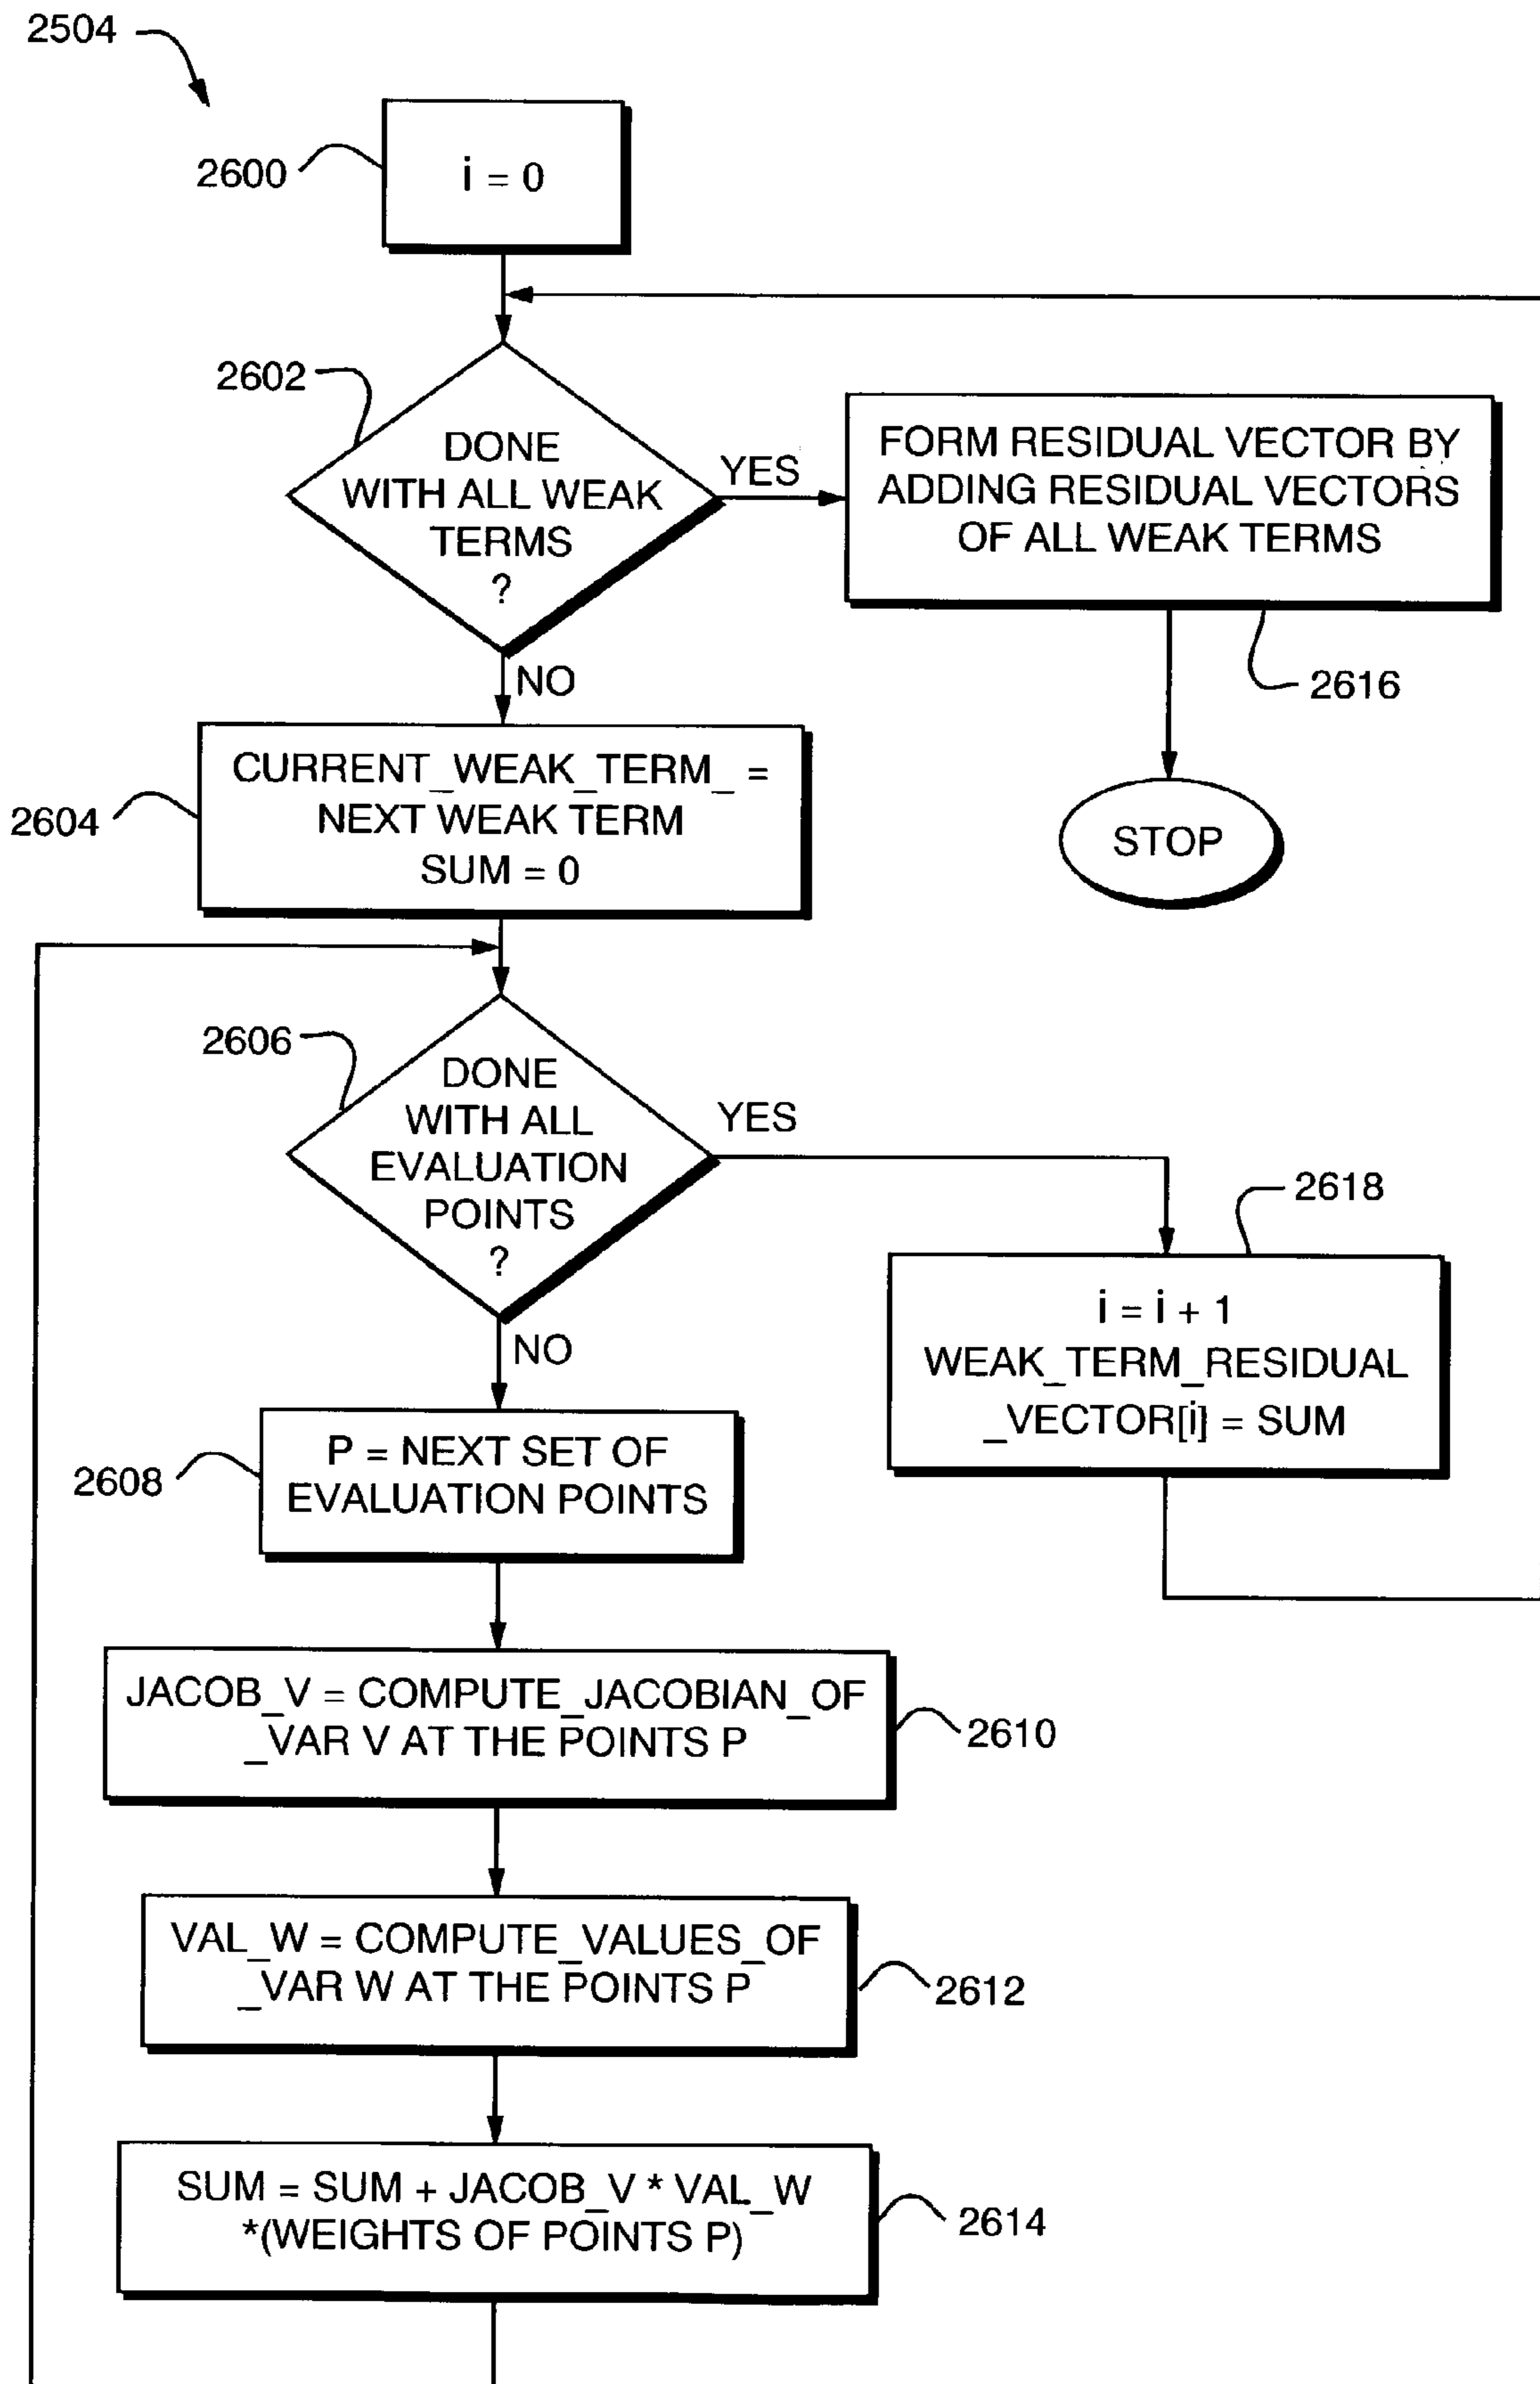 2504
2600
i = 0
2602
DONE
WITH ALL WEAK
TERMS
?
YES
FORM RESIDUAL VECTOR BY
ADDING RESIDUAL VECTORS
OF ALL WEAK TERMS
2616
STOP
NO
2604
CURRENT_WEAK_TERM_ =
NEXT WEAK TERM
SUM = 0
2606
DONE
WITH ALL
EVALUATION
POINTS
?
YES
2618
i = i + 1
WEAK_TERM_RESIDUAL
_VECTOR[i] = SUM
NO
2608
P = NEXT SET OF
EVALUATION POINTS
JACOB_V = COMPUTE_JACOBIAN_OF
_VAR V AT THE POINTS P
2610
VAL_W = COMPUTE_VALUES_OF
_VAR W AT THE POINTS P
2612
SUM = SUM + JACOB_V * VAL_W
*(WEIGHTS OF POINTS P)
2614